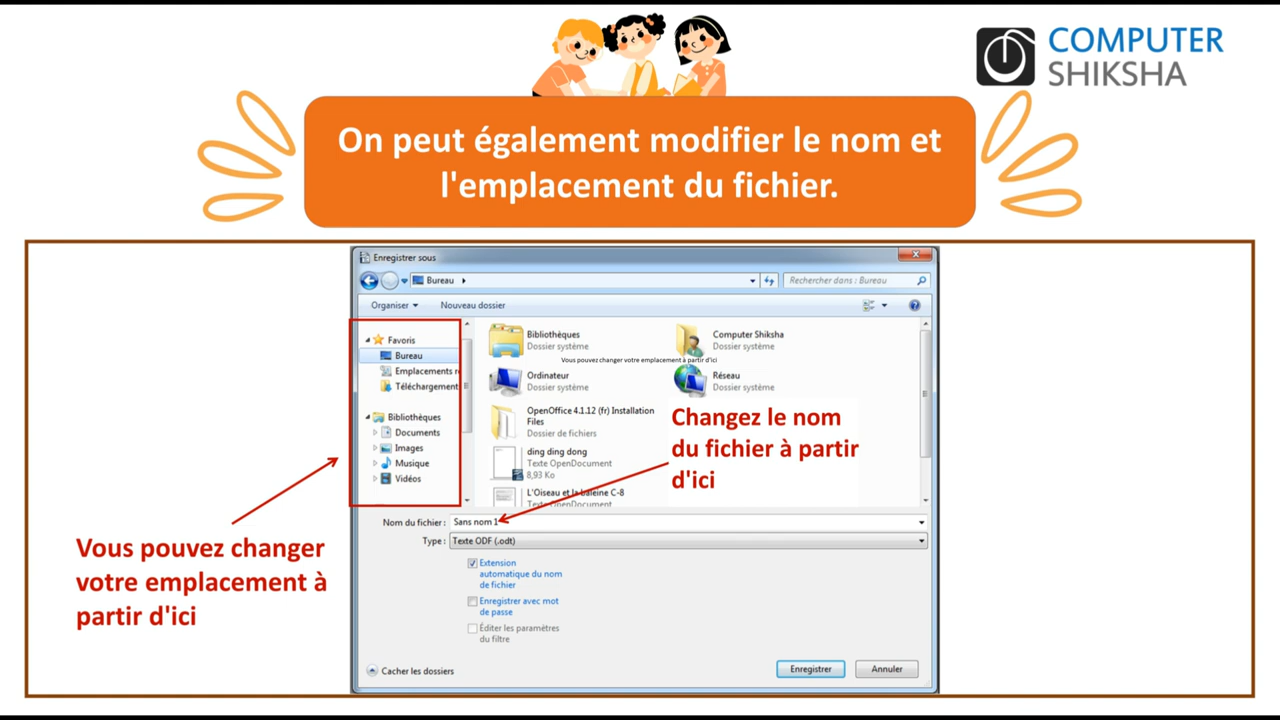 COMPUTER
SHIKSHA
On peut également modifier le nom et
l'emplacement du fichier.
Enregistrer sous
Bureau
Rechercher dans : Bureau
Organiser
Nouveau dossier
Favoris
Bureau
Emplacements r
Téléchargement
Bibliothèques
Documents
Images
Musique
Vidéos
Bibliothèques
Dossier système
Computer Shiksha
Dossier système
Vous pouvez changer votre emplacement à partir d'ici
Ordinateur
Dossier système
Réseau
Dossier système
OpenOffice 4.1.12 (fr) Installation
Files
Dossier de fichiers
ding ding dong
Texte OpenDocument
8,93 Ko
L'Oiseau et la baleine C-8
Texte OpenDocument
Changez le nom
du fichier à partir
d'ici
Vous pouvez changer
votre emplacement à
partir d'ici
Nom du fichier : Sans nom 1
Type : Texte ODF (.odt)
Extension
automatique du nom
de fichier
Enregistrer avec mot
de passe
Éditer les paramètres
du filtre
Cacher les dossiers
Enregistrer
Annuler